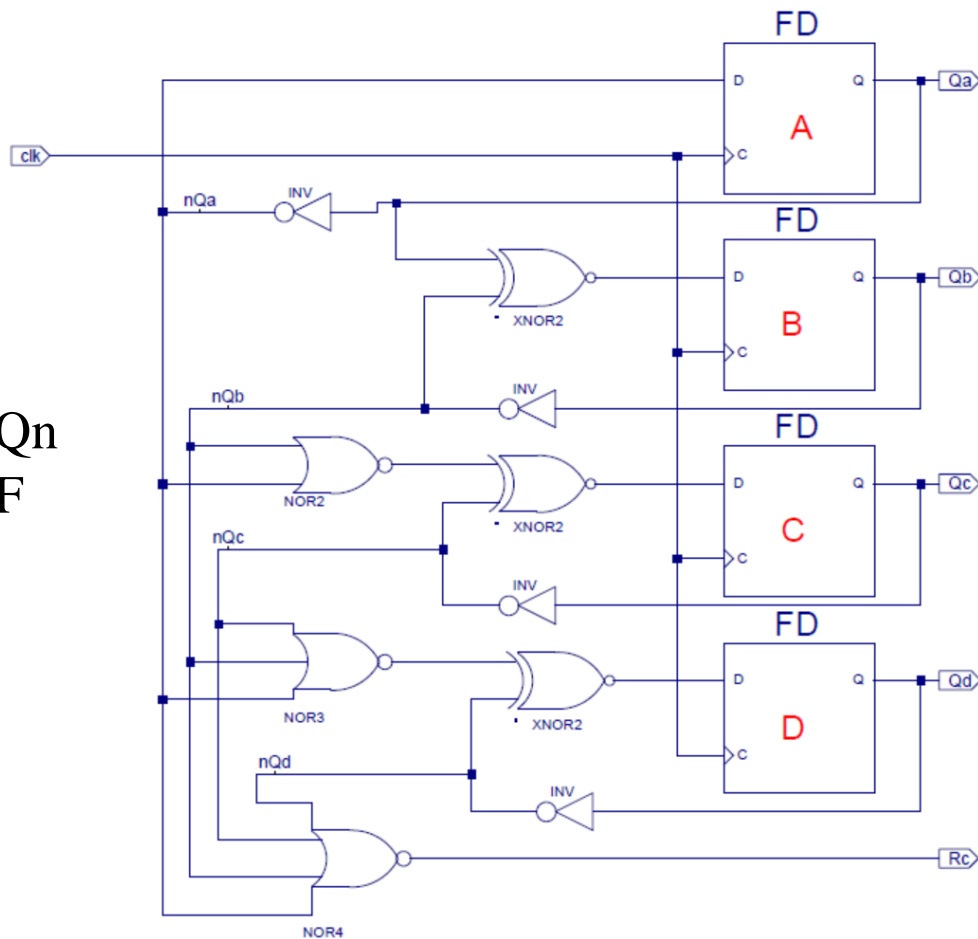 FD
D Q Qa
A
clk
C
INV
nQa
FD
D Q Qb
XNOR2
B
C
INV
nQb
Qn
FD
F
D Q Qc
NOR2
XNOR2
C
nQc
C
INV
FD
D Q Qd
NOR3
XNOR2
D
C
nQd
INV
Rc
NOR4